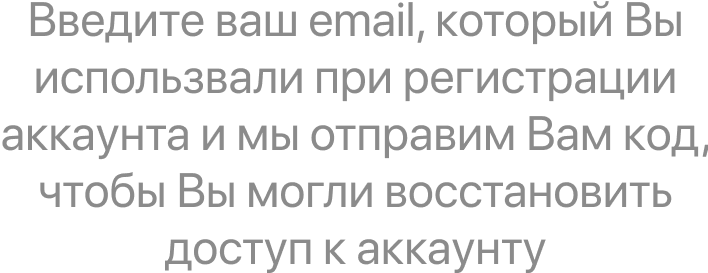 Введите ваш email, который Вы
использвали при регистрации
аккаунта и мы отправим Вам код,
чтобы Вы могли восстановить
доступ к аккаунту